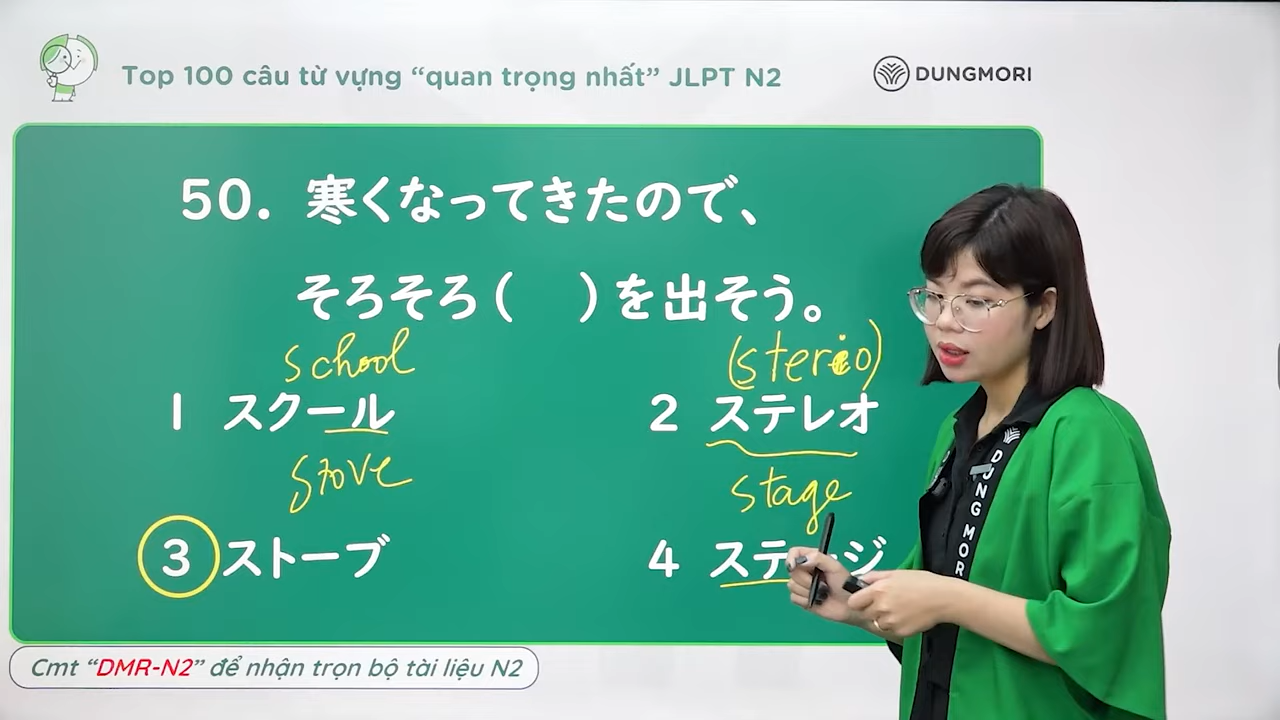 Top 100 câu từ vựng “quan trọng nhất” JLPT N2
DUNGMORI
50. 寒くなってきたので、
そろそろ( )を出そう。
school
(stereo)
1 スクール
2 ステレオ
stove
stage
3 ストーブ
4 ステージ
DUNG MORI
Cmt “DMR-N2” để nhận trọn bộ tài liệu N2